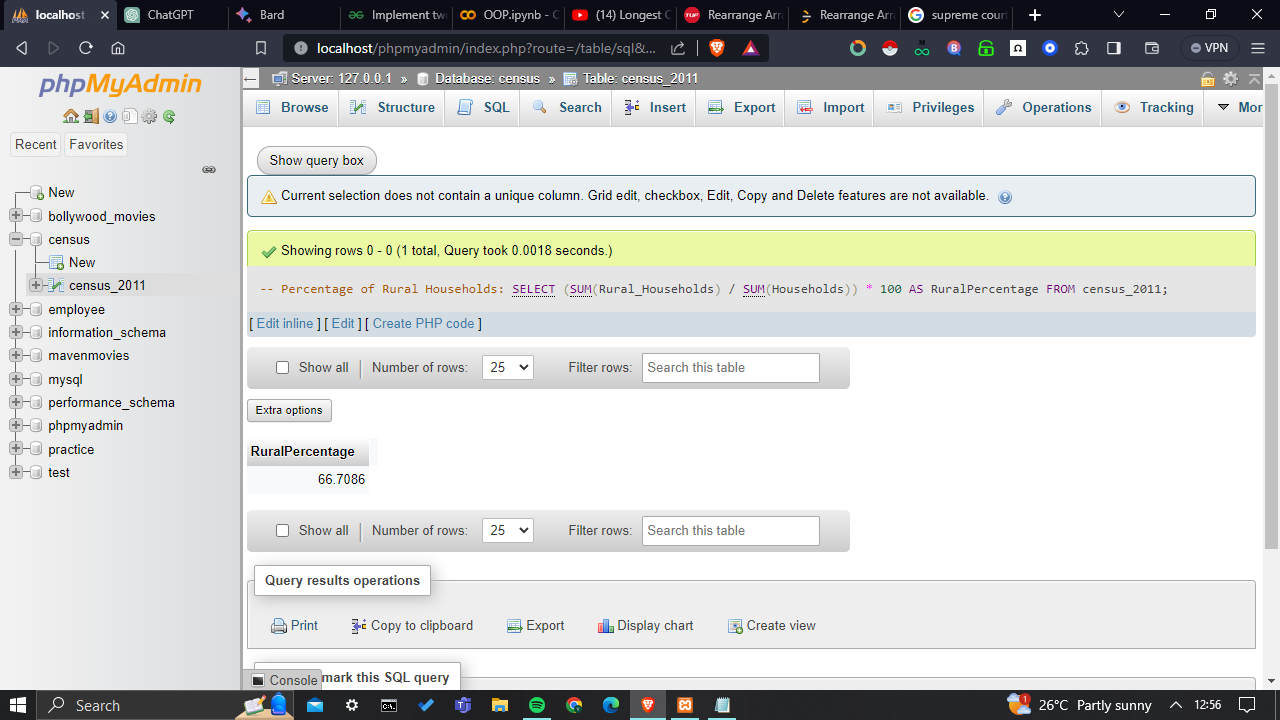 localhost
ChatGPT
Bard
Implement tw
OOP.ipynb - C
(14) Longest C
TUF
Rearrange Arr
Rearrange Arr
supreme cour
localhost/phpmyadmin/index.php?route=/table/sql&...
VPN
phpMyAdmin
Recent
Favorites
New
bollywood_movies
census
New
census_2011
employee
information_schema
mavenmovies
mysql
performance_schema
phpmyadmin
practice
test
Server: 127.0.0.1 » Database: census » Table: census_2011
Browse
Structure
SQL
Search
Insert
Export
Import
Privileges
Operations
Tracking
Mor
Show query box
Current selection does not contain a unique column. Grid edit, checkbox, Edit, Copy and Delete features are not available.
Showing rows 0 - 0 (1 total, Query took 0.0018 seconds.)
-- Percentage of Rural Households: SELECT (SUM(Rural_Households) / SUM(Households)) * 100 AS RuralPercentage FROM census_2011;
[ Edit inline ] [ Edit ] [ Create PHP code ]
Show all | Number of rows: 25 Filter rows: Search this table
Extra options
RuralPercentage
66.7086
Show all | Number of rows: 25 Filter rows: Search this table
Query results operations
Print
Copy to clipboard
Export
Display chart
Create view
mark this SQL query
Console
Search
1
26°C Partly sunny
12:56